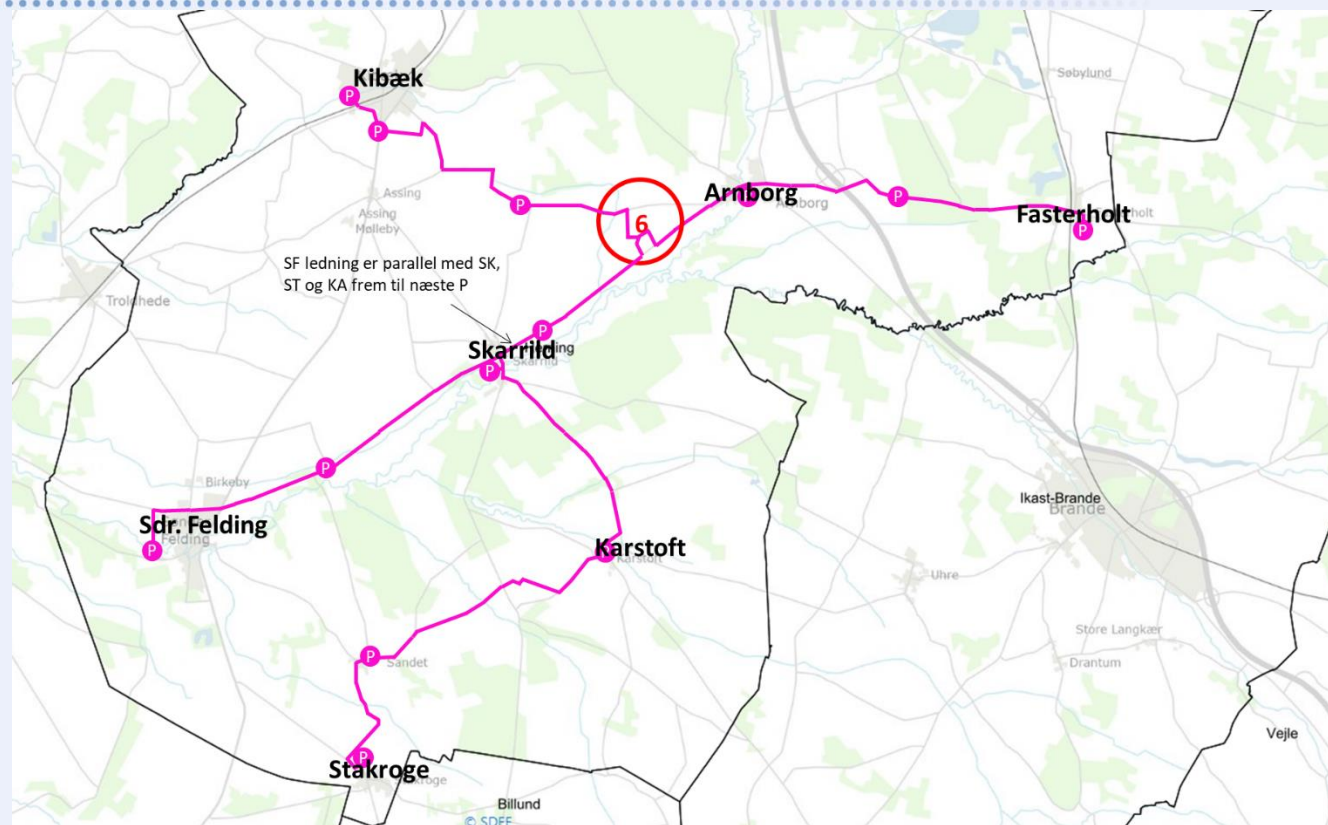 Kibæk
P
P
Søbylund
Assing
Assing
Mølleby
P
Arnborg
Arnborg
P
P
Fasterholt
P
6
SF ledning er parallel med SK,
ST og KA frem til næste P
Troldhede
P
Skarrild
Skarrild
P
Birkeby
P
Ikast-Brande
Brande
Sdr. Felding
Felding
P
Karstoft
Karstoft
P
Uhre
Store Langkær
Drantum
P
Sandet
Vejle
P
Stakroge
Billund
© SDFE